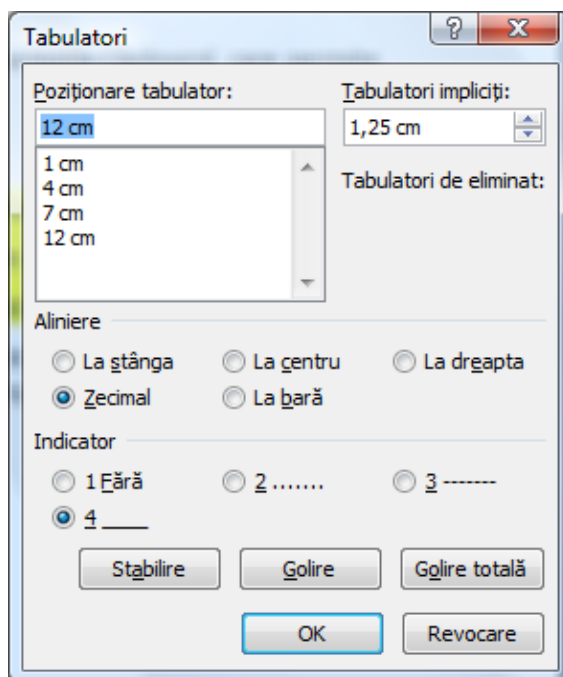 Tabulatori
Poziționare tabulator:
Tabulatori impliciți:
12 cm
1,25 cm
1 cm
4 cm
7 cm
12 cm
Tabulatori de eliminat:
Aliniere
La stânga
La centru
La dreapta
Zecimal
La bară
Indicator
1 Fără
2 .......
3 -------
4 ____
Stabilire
Golire
Golire totală
OK
Revocare